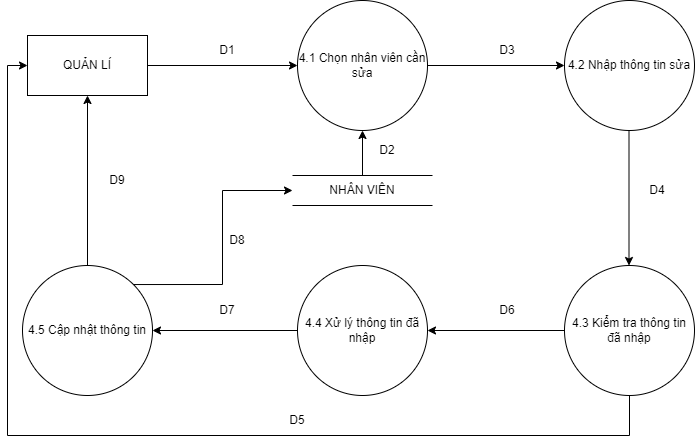 QUẢN LÍ
D1
4.1 Chọn nhân viên cần
sửa
D3
4.2 Nhập thông tin sửa
D2
NHÂN VIÊN
D9
D8
D4
4.5 Cập nhật thông tin
D7
4.4 Xử lý thông tin đã
nhập
D6
4.3 Kiểm tra thông tin
đã nhập
D5